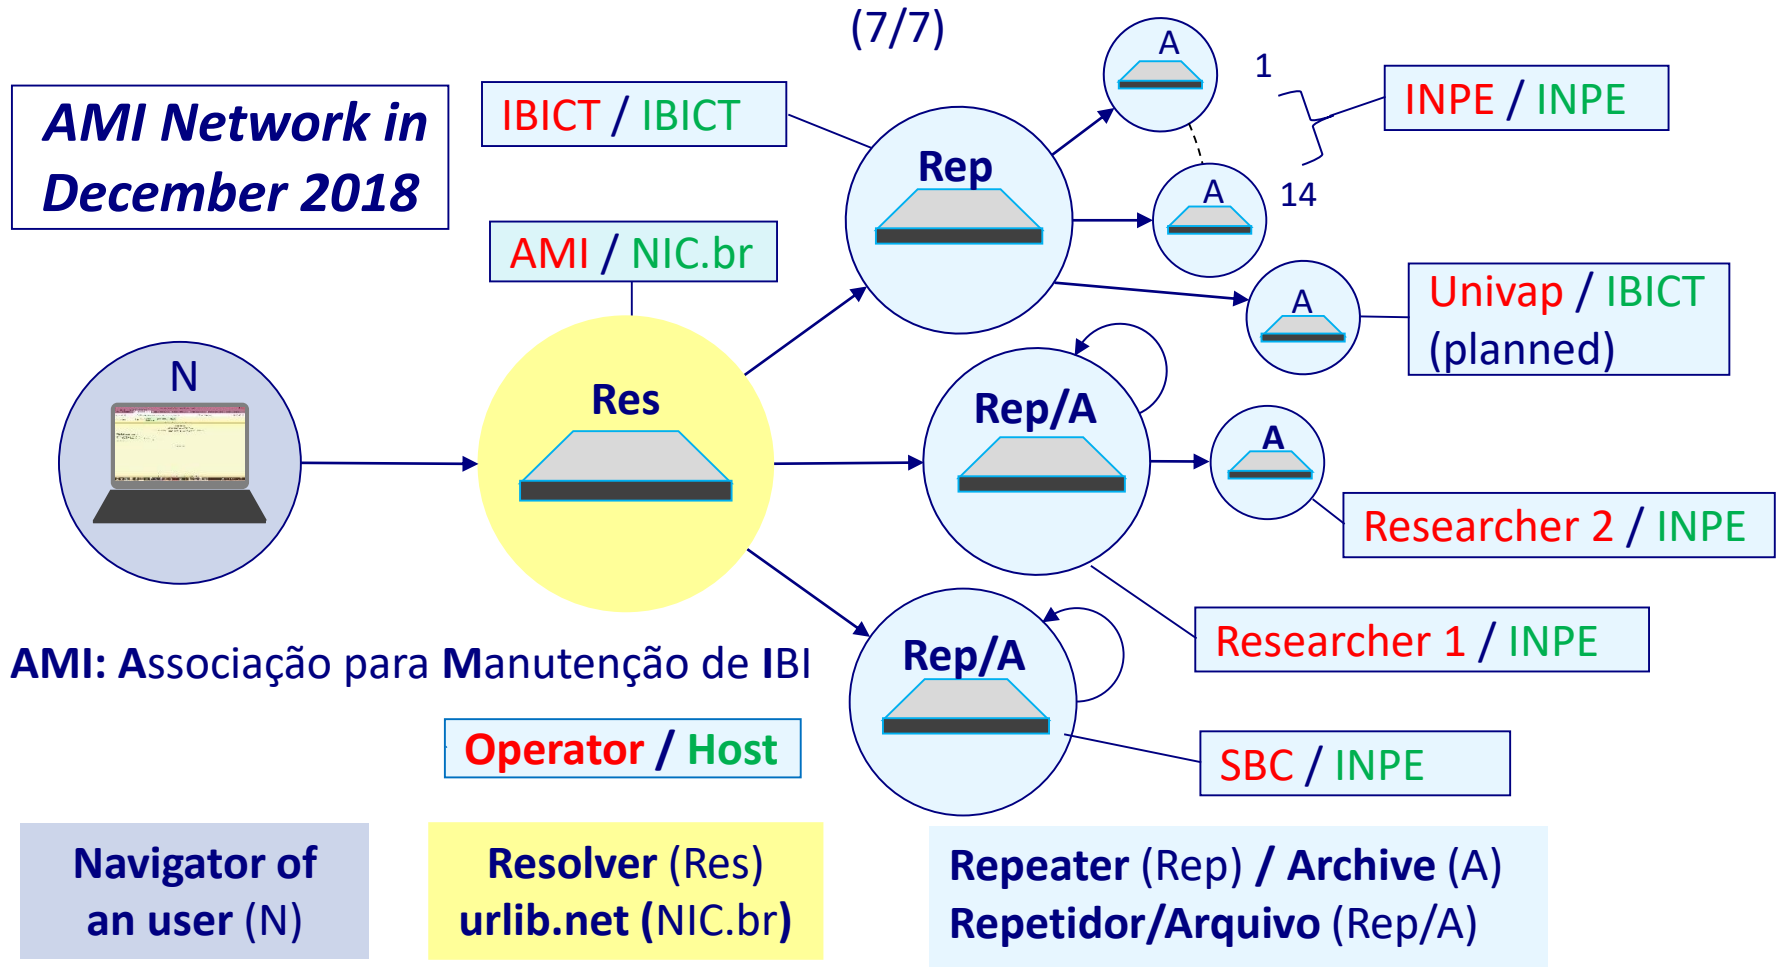 (7/7)
AMI Network in
December 2018
IBICT / IBICT
A
1
INPE / INPE
Rep
A
14
AMI / NIC.br
Univap / IBICT
(planned)
A
N
Res
Rep/A
A
Researcher 2 / INPE
Researcher 1 / INPE
AMI: Associação para Manutenção de IBI
Rep/A
Operator / Host
SBC / INPE
Navigator of
an user (N)
Resolver (Res)
urlib.net (NIC.br)
Repeater (Rep) / Archive (A)
Repetidor/Arquivo (Rep/A)